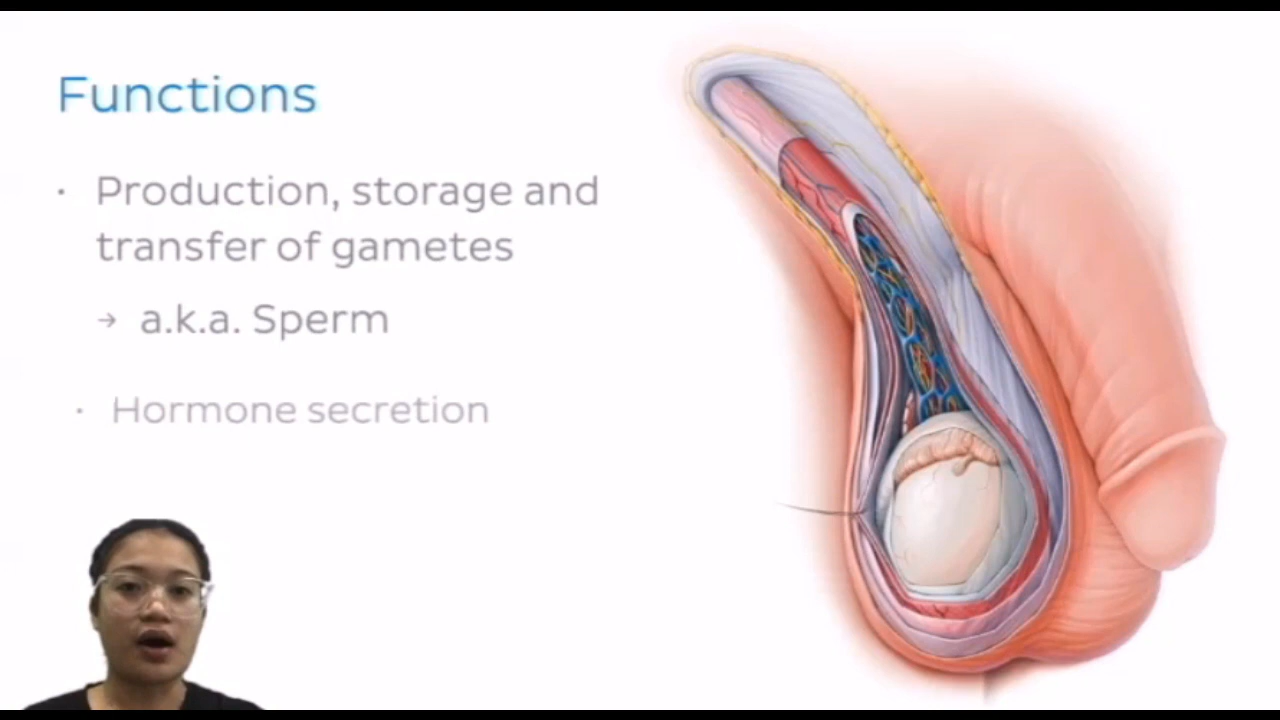 Functions
· Production, storage and
transfer of gametes
→ a.k.a. Sperm
· Hormone secretion